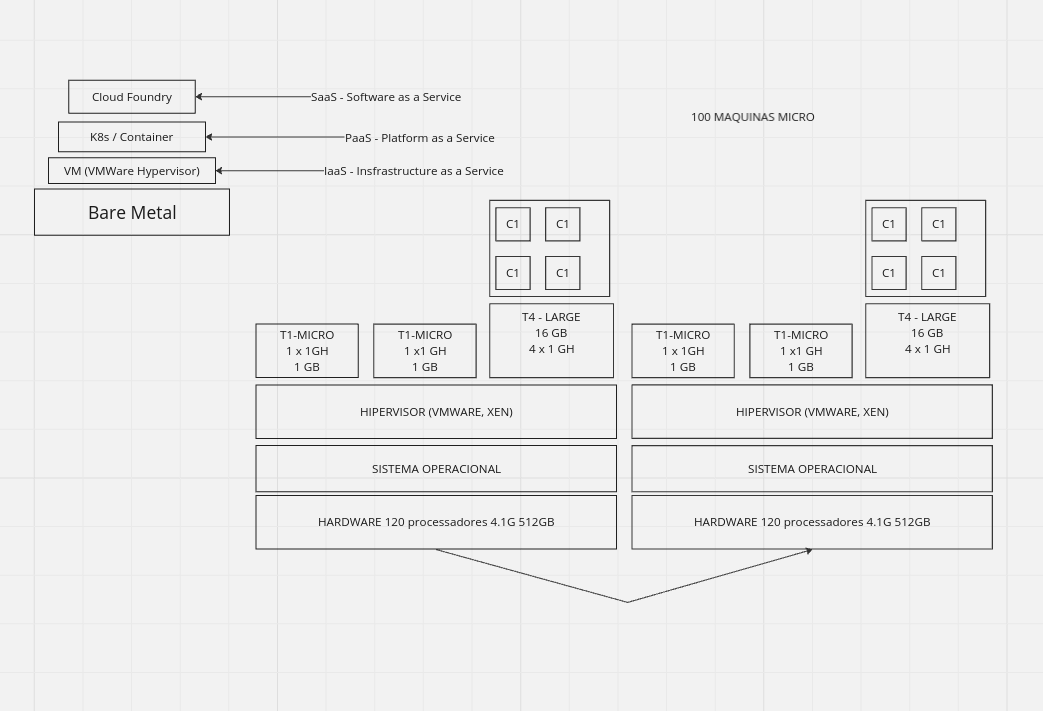 Cloud Foundry
SaaS - Software as a Service
K8s / Container
PaaS - Platform as a Service
VM (VMWare Hypervisor)
IaaS - Insfrastructure as a Service
Bare Metal
100 MAQUINAS MICRO
C1
C1
C1
C1
T1-MICRO
1 x 1GH
1 GB
T1-MICRO
1 x1 GH
1 GB
T4 - LARGE
16 GB
4 x 1 GH
HIPERVISOR (VMWARE, XEN)
SISTEMA OPERACIONAL
HARDWARE 120 processadores 4.1G 512GB
C1
C1
C1
C1
T1-MICRO
1 x 1GH
1 GB
T1-MICRO
1 x1 GH
1 GB
T4 - LARGE
16 GB
4 x 1 GH
HIPERVISOR (VMWARE, XEN)
SISTEMA OPERACIONAL
HARDWARE 120 processadores 4.1G 512GB